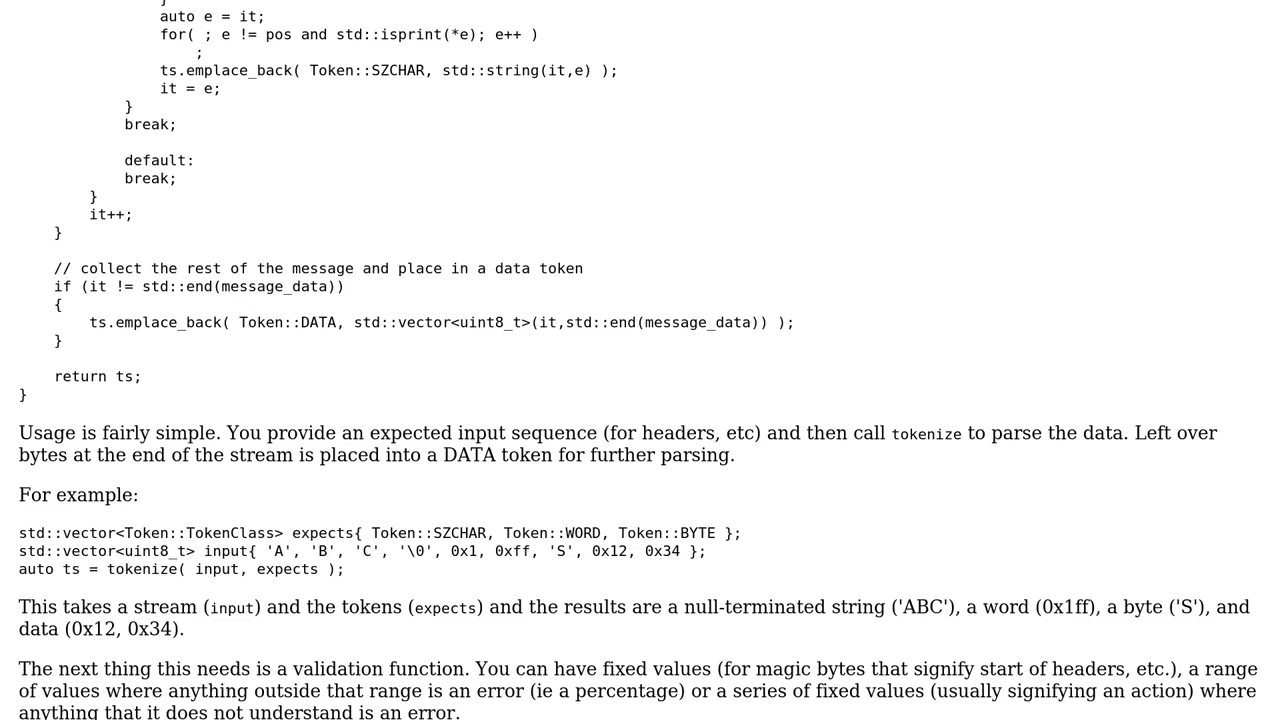 }
auto e = it;
for( ; e != pos and std::isprint(*e); e++ )
;
ts.emplace_back( Token::SZCHAR, std::string(it,e) );
it = e;
}
break;
default:
break;
}
it++;
}
// collect the rest of the message and place in a data token
if (it != std::end(message_data))
{
ts.emplace_back( Token::DATA, std::vector<uint8_t>(it,std::end(message_data)) );
}
return ts;
}
Usage is fairly simple. You provide an expected input sequence (for headers, etc) and then call tokenize to parse the data. Left over
bytes at the end of the stream is placed into a DATA token for further parsing.
For example:
std::vector<Token::TokenClass> expects{ Token::SZCHAR, Token::WORD, Token::BYTE };
std::vector<uint8_t> input{ 'A', 'B', 'C', '\0', 0x1, 0xff, 'S', 0x12, 0x34 };
auto ts = tokenize( input, expects );
This takes a stream (input) and the tokens (expects) and the results are a null-terminated string ('ABC'), a word (0x1ff), a byte ('S'), and
data (0x12, 0x34).
The next thing this needs is a validation function. You can have fixed values (for magic bytes that signify start of headers, etc.), a range
of values where anything outside that range is an error (ie a percentage) or a series of fixed values (usually signifying an action) where
anything that it does not understand is an error.